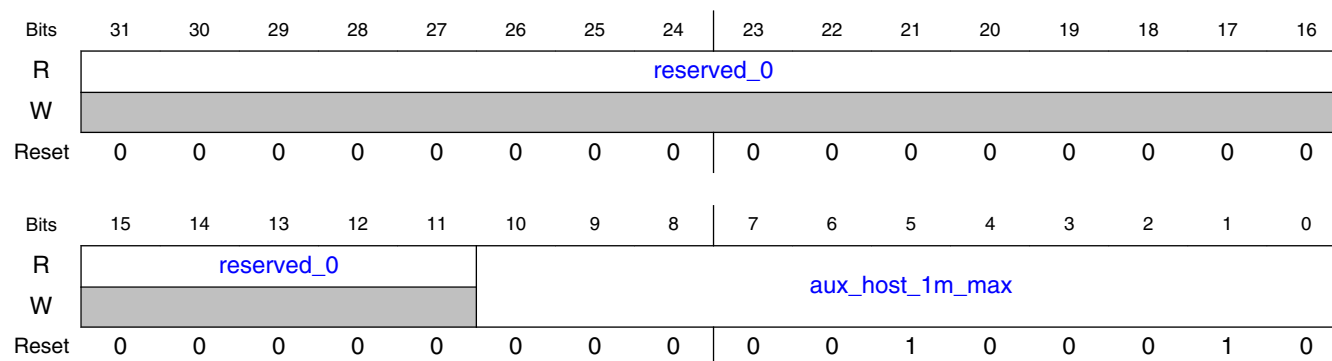 Bits 31 30 29 28 27 26 25 24 23 22 21 20 19 18 17 16
R reserved_0
W
Reset 0 0 0 0 0 0 0 0 0 0 0 0 0 0 0 0
Bits 15 14 13 12 11 10 9 8 7 6 5 4 3 2 1 0
R reserved_0 aux_host_1m_max
W
Reset 0 0 0 0 0 0 0 0 0 0 1 0 0 0 1 0